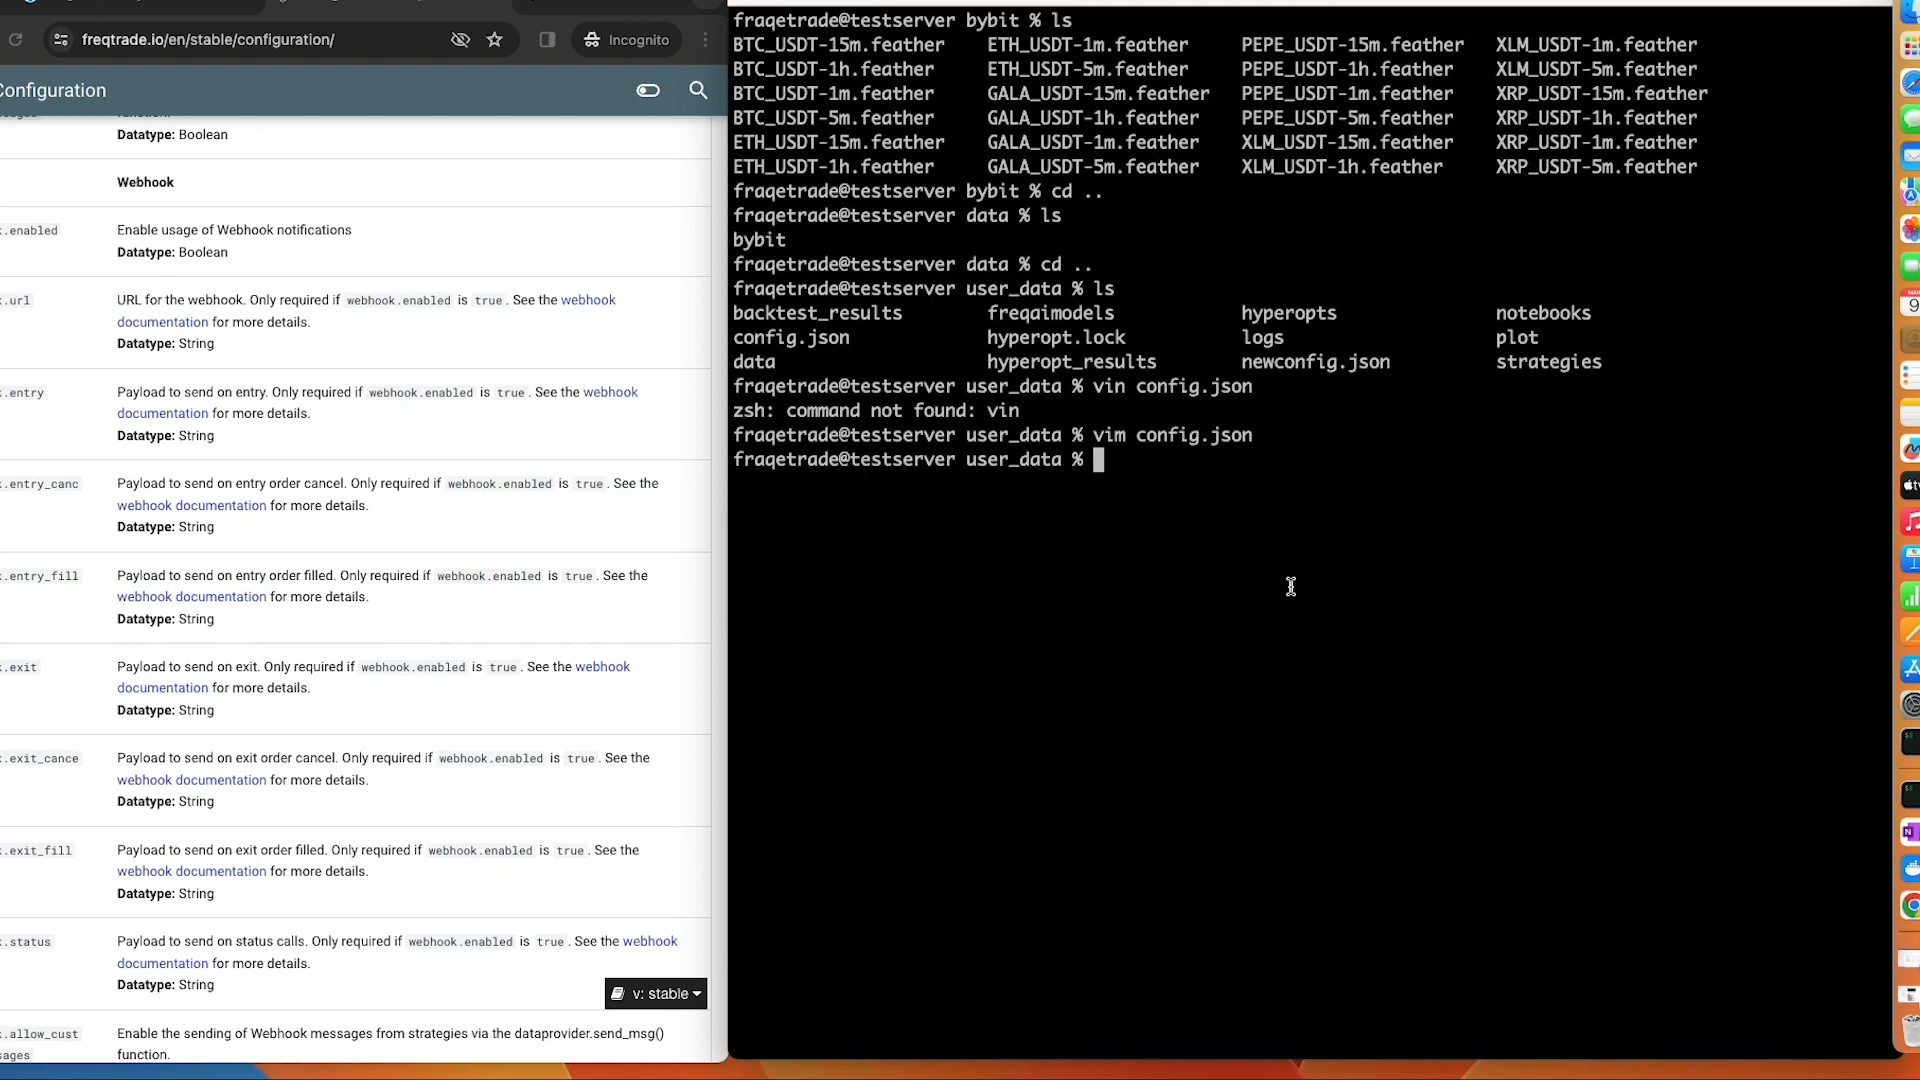 freqtrade.io/en/stable/configuration/
Incognito
Configuration
Datatype: Boolean
Webhook
.enabled
Enable usage of Webhook notifications
Datatype: Boolean
.url
URL for the webhook. Only required if webhook.enabled is true. See the webhook
documentation for more details.
Datatype: String
.entry
Payload to send on entry. Only required if webhook.enabled is true. See the webhook
documentation for more details.
Datatype: String
.entry_canc
Payload to send on entry order cancel. Only required if webhook.enabled is true. See the
webhook documentation for more details.
Datatype: String
.entry_fill
Payload to send on entry order filled. Only required if webhook.enabled is true. See the
webhook documentation for more details.
Datatype: String
.exit
Payload to send on exit. Only required if webhook.enabled is true. See the webhook
documentation for more details.
Datatype: String
.exit_cance
Payload to send on exit order cancel. Only required if webhook.enabled is true. See the
webhook documentation for more details.
Datatype: String
.exit_fill
Payload to send on exit order filled. Only required if webhook.enabled is true. See the
webhook documentation for more details.
Datatype: String
.status
Payload to send on status calls. Only required if webhook.enabled is true. See the webhook
documentation for more details.
Datatype: String
v: stable
.allow_cust
sages
Enable the sending of Webhook messages from strategies via the dataprovider.send_msg()
function.
fraqetrade@testserver bybit % ls
BTC_USDT-15m.feather ETH_USDT-1m.feather PEPE_USDT-15m.feather XLM_USDT-1m.feather
BTC_USDT-1h.feather ETH_USDT-5m.feather PEPE_USDT-1h.feather XLM_USDT-5m.feather
BTC_USDT-1m.feather GALA_USDT-15m.feather PEPE_USDT-1m.feather XRP_USDT-15m.feather
BTC_USDT-5m.feather GALA_USDT-1h.feather PEPE_USDT-5m.feather XRP_USDT-1h.feather
ETH_USDT-15m.feather GALA_USDT-1m.feather XLM_USDT-15m.feather XRP_USDT-1m.feather
ETH_USDT-1h.feather GALA_USDT-5m.feather XLM_USDT-1h.feather XRP_USDT-5m.feather
fraqetrade@testserver bybit % cd ..
fraqetrade@testserver data % ls
bybit
fraqetrade@testserver data % cd ..
fraqetrade@testserver user_data % ls
backtest_results freqaimodels hyperopts notebooks
config.json hyperopt.lock logs plot
data hyperopt_results newconfig.json strategies
fraqetrade@testserver user_data % vin config.json
zsh: command not found: vin
fraqetrade@testserver user_data % vim config.json
fraqetrade@testserver user_data %